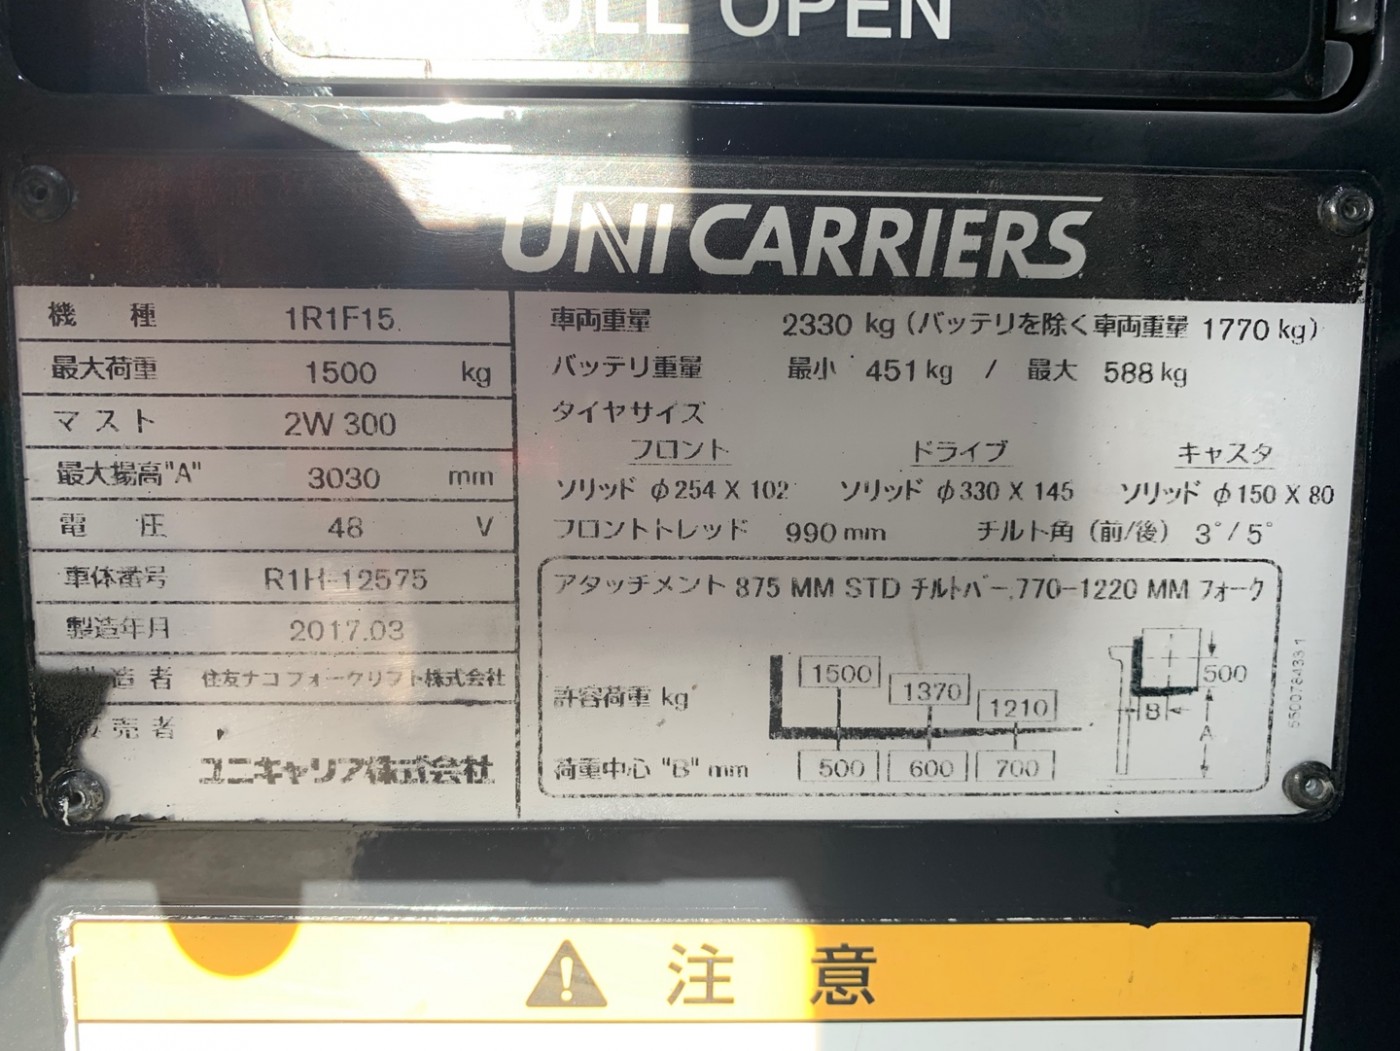 OPEN
UNICARRIERS
機種 1R1F15
最大荷重 1500 kg
マスト 2W 300
最大揚高"A" 3030 mm
電圧 48 V
車体番号 R1H-12575
製造年月 2017.03
製造者 住友ナコフォークリフト株式会社
販売者
ユニキャリア株式会社
車両重量 2330 kg (バッテリを除く車両重量 1770 kg)
バッテリ重量 最小 451 kg / 最大 588 kg
タイヤサイズ
フロント ドライブ キャスタ
ソリッド φ254 X 102 ソリッド φ330 X 145 ソリッド φ150 X 80
フロントトレッド 990 mm チルト角 (前/後) 3°/ 5°
アタッチメント 875 MM STD チルトバー,770-1220 MM フォーク
許容荷重 kg 1500 1370 1210
荷重中心 "B" mm 500 600 700
500
B
A
注意